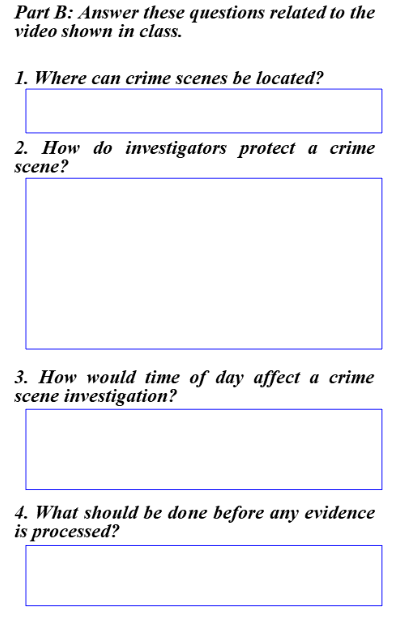 Part B: Answer these questions related to the
video shown in class.
1. Where can crime scenes be located?
2. How do investigators protect a crime
scene?
3. How would time of day affect a crime
scene investigation?
4. What should be done before any evidence
is processed?